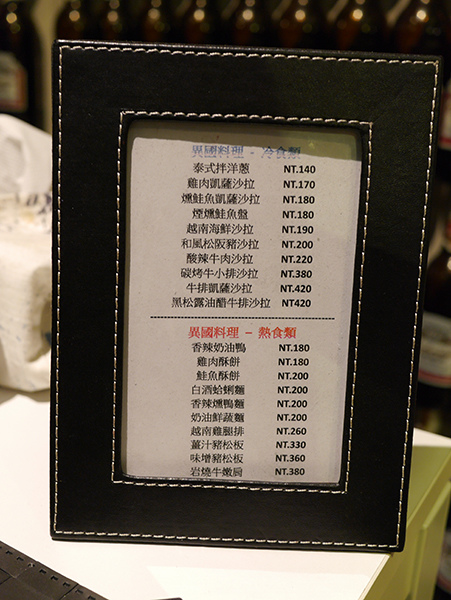 異國料理 - 冷食類
泰式拌洋蔥 NT.140
雞肉凱薩沙拉 NT.170
燻鮭魚凱薩沙拉 NT.180
煙燻鮭魚盤 NT.180
越南海鮮沙拉 NT.190
和風松阪豬沙拉 NT.200
酸辣牛肉沙拉 NT.220
碳烤牛小排沙拉 NT.380
牛排凱薩沙拉 NT.420
黑松露油醋牛排沙拉 NT420
異國料理 – 熱食類
香辣奶油鴨 NT.180
雞肉酥餅 NT.180
鮭魚酥餅 NT.200
白酒蛤蜊麵 NT.200
香辣燻鴨麵 NT.200
奶油鮮蔬麵 NT.200
越南雞腿排 NT.260
薑汁豬松板 NT.330
味增豬松板 NT.360
岩燒牛嫩肩 NT.380